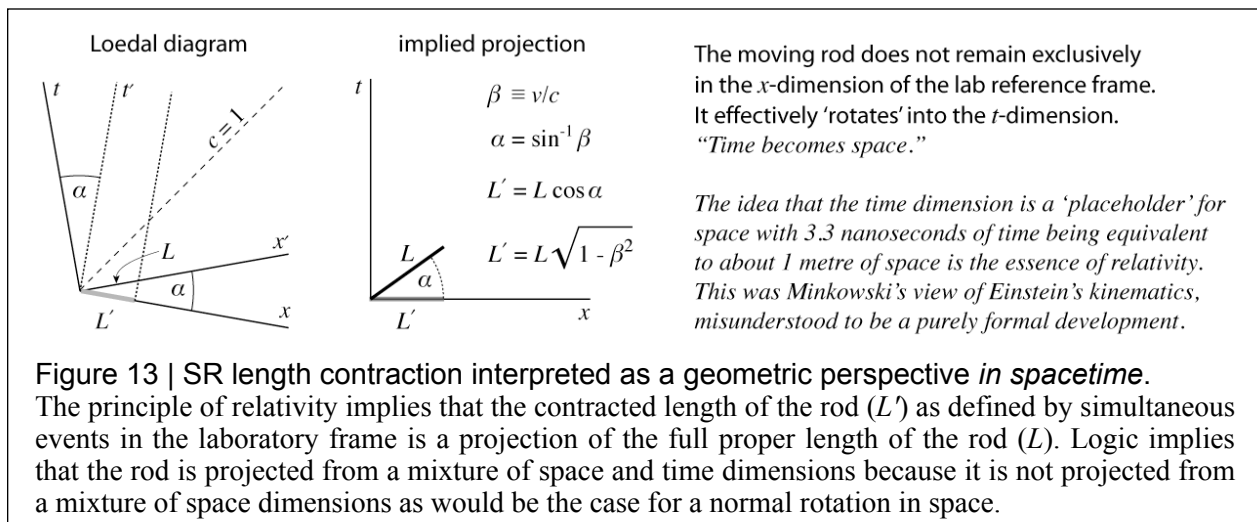 Loedal diagram
t
t′
c = 1
α
x′
L
α
x
L′
implied projection
t
β ≡ v/c
α = sin⁻¹ β
L′ = L cos α
L′ = L√1 - β²
L
α
x
L′
The moving rod does not remain exclusively
in the x-dimension of the lab reference frame.
It effectively ‘rotates’ into the t-dimension.
“Time becomes space.”
The idea that the time dimension is a ‘placeholder’ for
space with 3.3 nanoseconds of time being equivalent
to about 1 metre of space is the essence of relativity.
This was Minkowski’s view of Einstein’s kinematics,
misunderstood to be a purely formal development.
Figure 13 | SR length contraction interpreted as a geometric perspective in spacetime.
The principle of relativity implies that the contracted length of the rod (L′) as defined by simultaneous
events in the laboratory frame is a projection of the full proper length of the rod (L). Logic implies
that the rod is projected from a mixture of space and time dimensions because it is not projected from
a mixture of space dimensions as would be the case for a normal rotation in space.